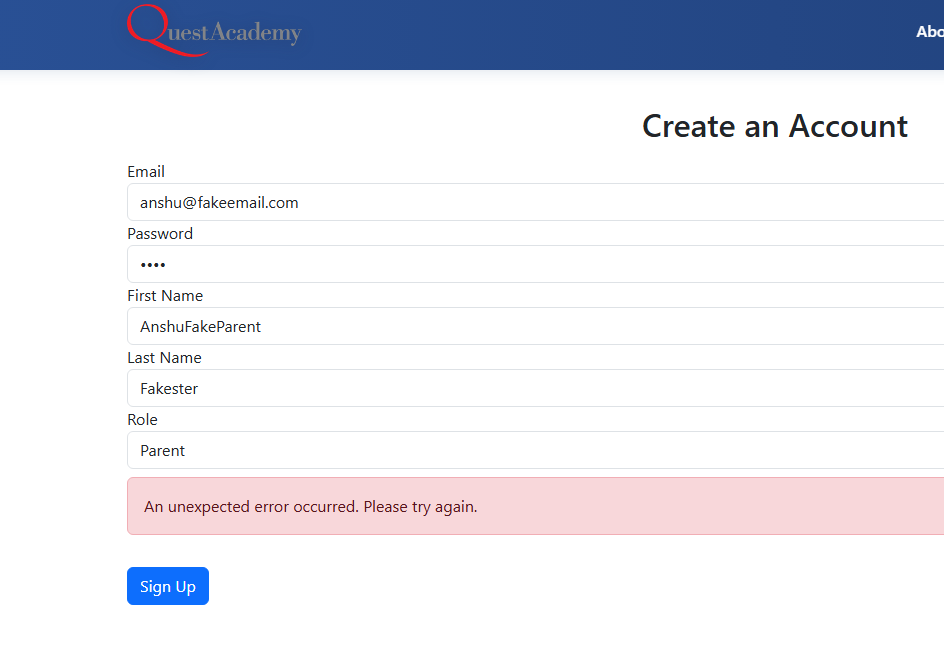 QuestAcademy
Abo
Create an Account
Email
anshu@fakeemail.com
Password
••••
First Name
AnshuFakeParent
Last Name
Fakester
Role
Parent
An unexpected error occurred. Please try again.
Sign Up